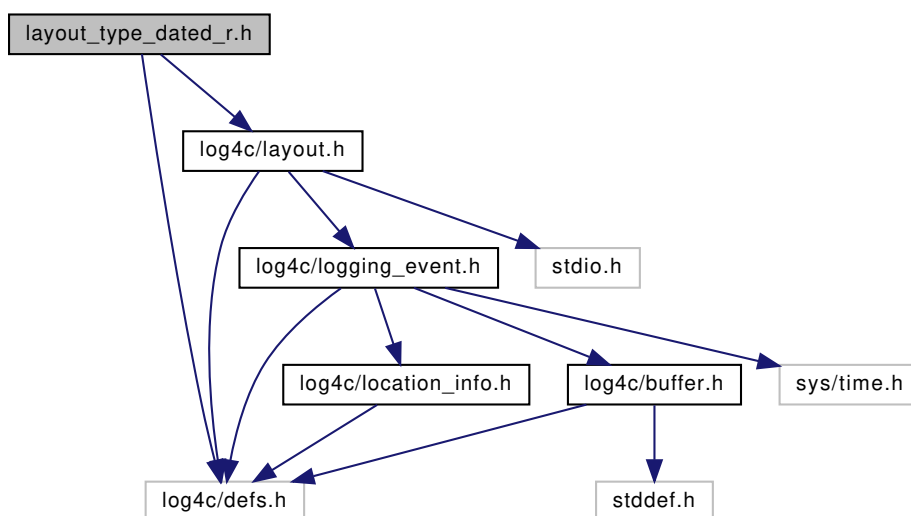 layout_type_dated_r.h
log4c/layout.h
log4c/logging_event.h
stdio.h
log4c/location_info.h
log4c/buffer.h
sys/time.h
log4c/defs.h
stddef.h